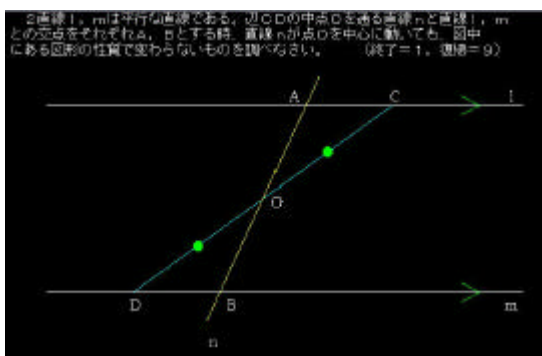 2直線l，mは平行な直線である。辺CDの中点Oを通る直線nと直線l，m
との交点をそれぞれA，Bとする時，直線nが点Oを中心に動いても，図中
にある図形の性質で変わらないものを調べなさい。 (終了＝1，復帰＝9)
A C l
O
D B m
n